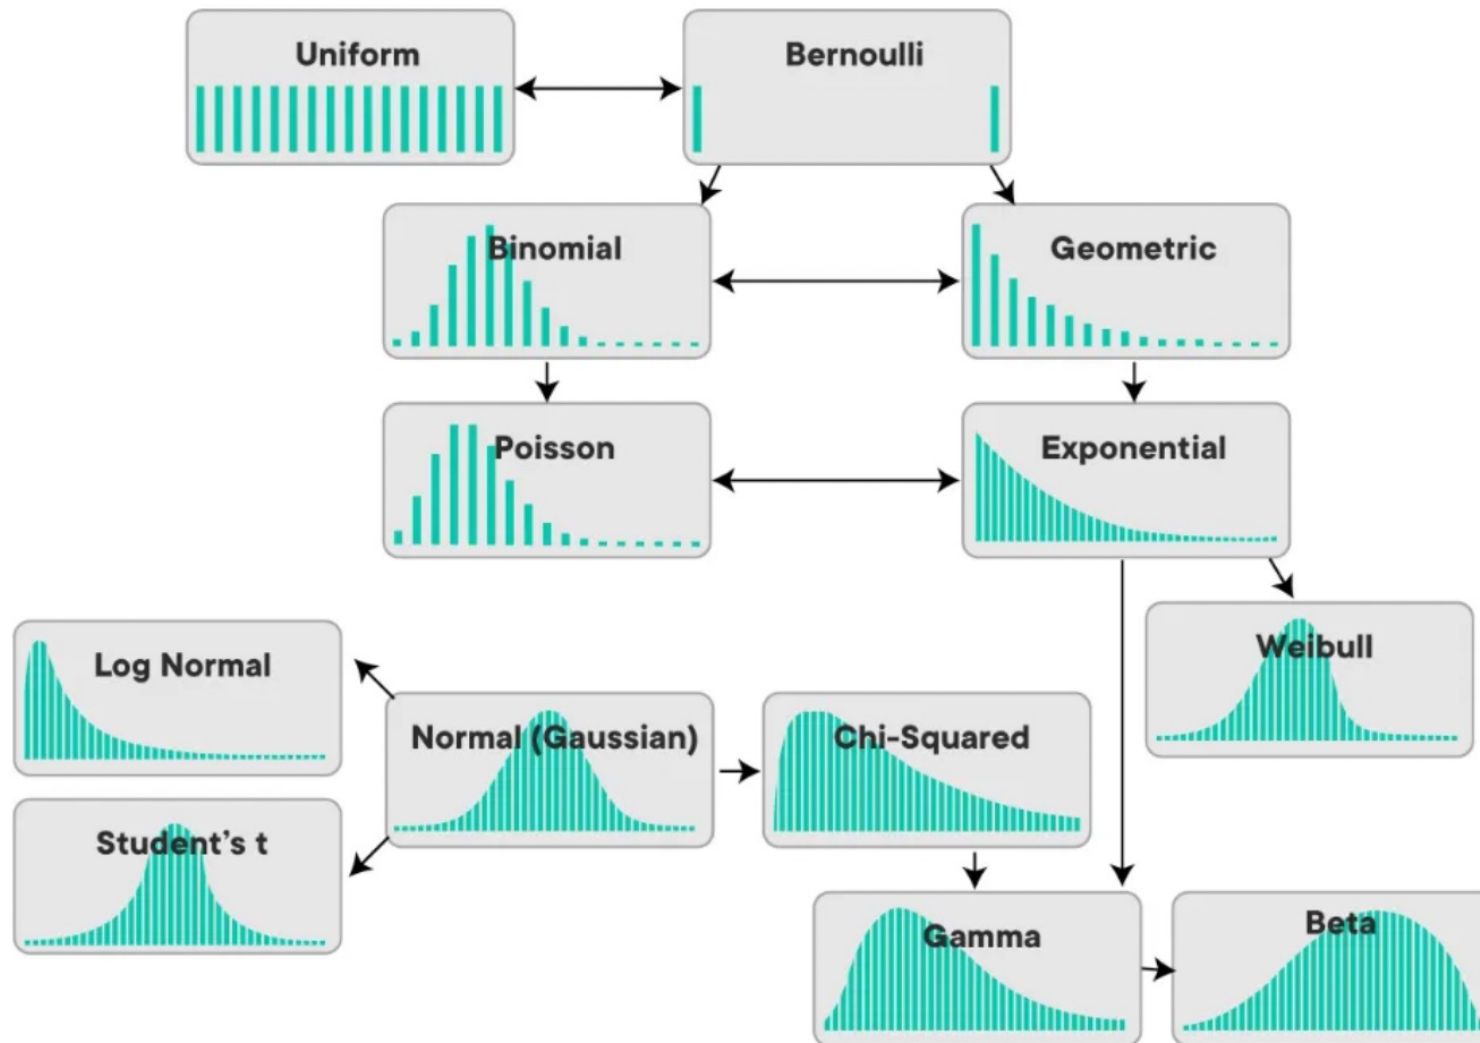 Uniform
Bernoulli
Binomial
Geometric
Poisson
Exponential
Weibull
Log Normal
Normal (Gaussian)
Chi-Squared
Student’s t
Gamma
Beta